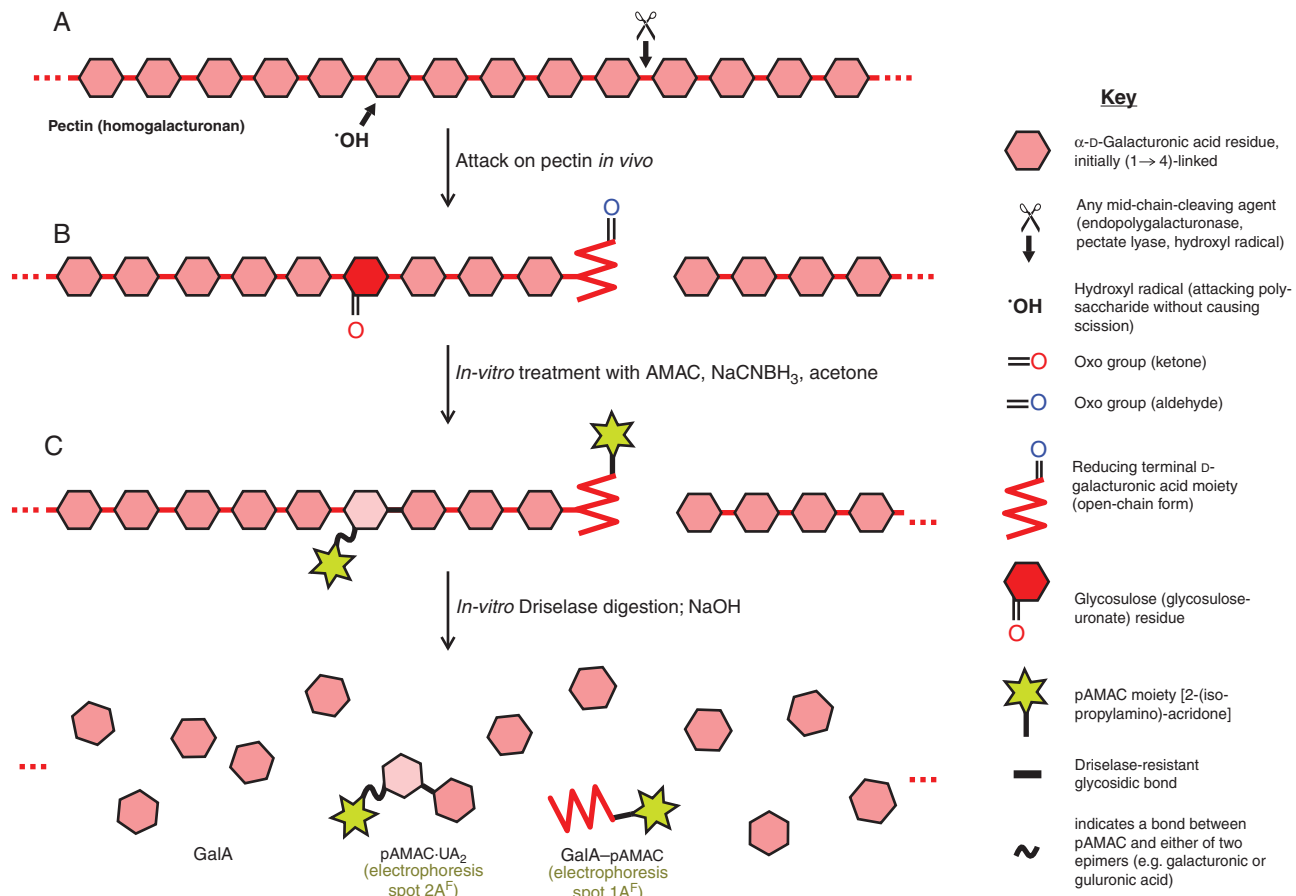 A
Pectin (homogalacturonan)
•OH
Attack on pectin in vivo
B
O
O
In-vitro treatment with AMAC, NaCNBH3, acetone
C
In-vitro Driselase digestion; NaOH
GalA
pAMAC·UA2
(electrophoresis
spot 2A^F)
GalA–pAMAC
(electrophoresis
spot 1A^F)
Key
α-D-Galacturonic acid residue,
initially (1→ 4)-linked
Any mid-chain-cleaving agent
(endopolygalacturonase,
pectate lyase, hydroxyl radical)
•OH
Hydroxyl radical (attacking poly-
saccharide without causing
scission)
O
Oxo group (ketone)
O
Oxo group (aldehyde)
O
Reducing terminal D-
galacturonic acid moiety
(open-chain form)
Glycosulose (glycosulose-
uronate) residue
O
pAMAC moiety [2-(iso-
propylamino)-acridone]
Driselase-resistant
glycosidic bond
indicates a bond between
pAMAC and either of two
epimers (e.g. galacturonic or
guluronic acid)